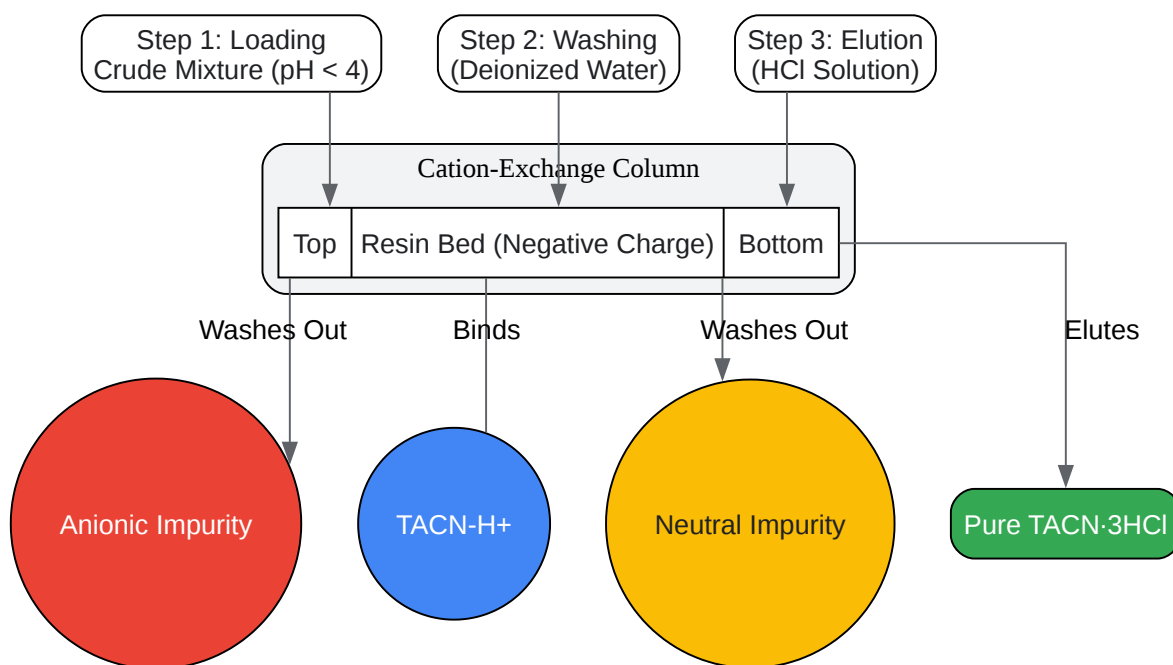 Step 1: Loading
Crude Mixture (pH < 4)
Step 2: Washing
(Deionized Water)
Step 3: Elution
(HCl Solution)
Cation-Exchange Column
Top
Resin Bed (Negative Charge)
Bottom
Washes Out
Binds
Washes Out
Elutes
Anionic Impurity
TACN-H+
Neutral Impurity
Pure TACN·3HCl